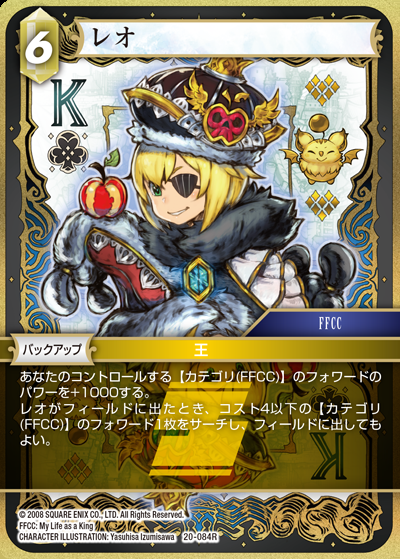 6
レオ
K
FFCC
バックアップ
王
あなたのコントロールする【カテゴリ(FFCC)】のフォワードの
パワーを+1000する。
レオがフィールドに出たとき、コスト4以下の【カテゴリ
(FFCC)】のフォワード1枚をサーチし、フィールドに出しても
よい。
K
© 2008 SQUARE ENIX CO., LTD. All Rights Reserved.
FFCC: My Life as a King
CHARACTER ILLUSTRATION: Yasuhisa Izumisawa
20-084R